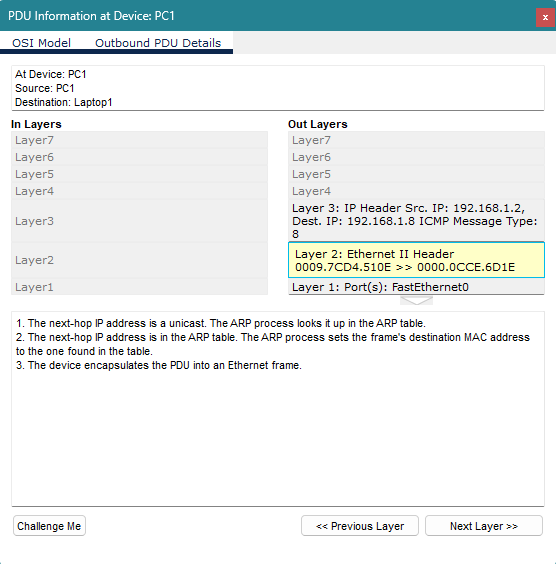 PDU Information at Device: PC1
x
OSI Model Outbound PDU Details
At Device: PC1
Source: PC1
Destination: Laptop1
In Layers
Layer7
Layer6
Layer5
Layer4
Layer3
Layer2
Layer1
Out Layers
Layer7
Layer6
Layer5
Layer4
Layer 3: IP Header Src. IP: 192.168.1.2,
Dest. IP: 192.168.1.8 ICMP Message Type:
8
Layer 2: Ethernet II Header
0009.7CD4.510E >> 0000.0CCE.6D1E
Layer 1: Port(s): FastEthernet0
1. The next-hop IP address is a unicast. The ARP process looks it up in the ARP table.
2. The next-hop IP address is in the ARP table. The ARP process sets the frame's destination MAC address
to the one found in the table.
3. The device encapsulates the PDU into an Ethernet frame.
Challenge Me
<< Previous Layer
Next Layer >>